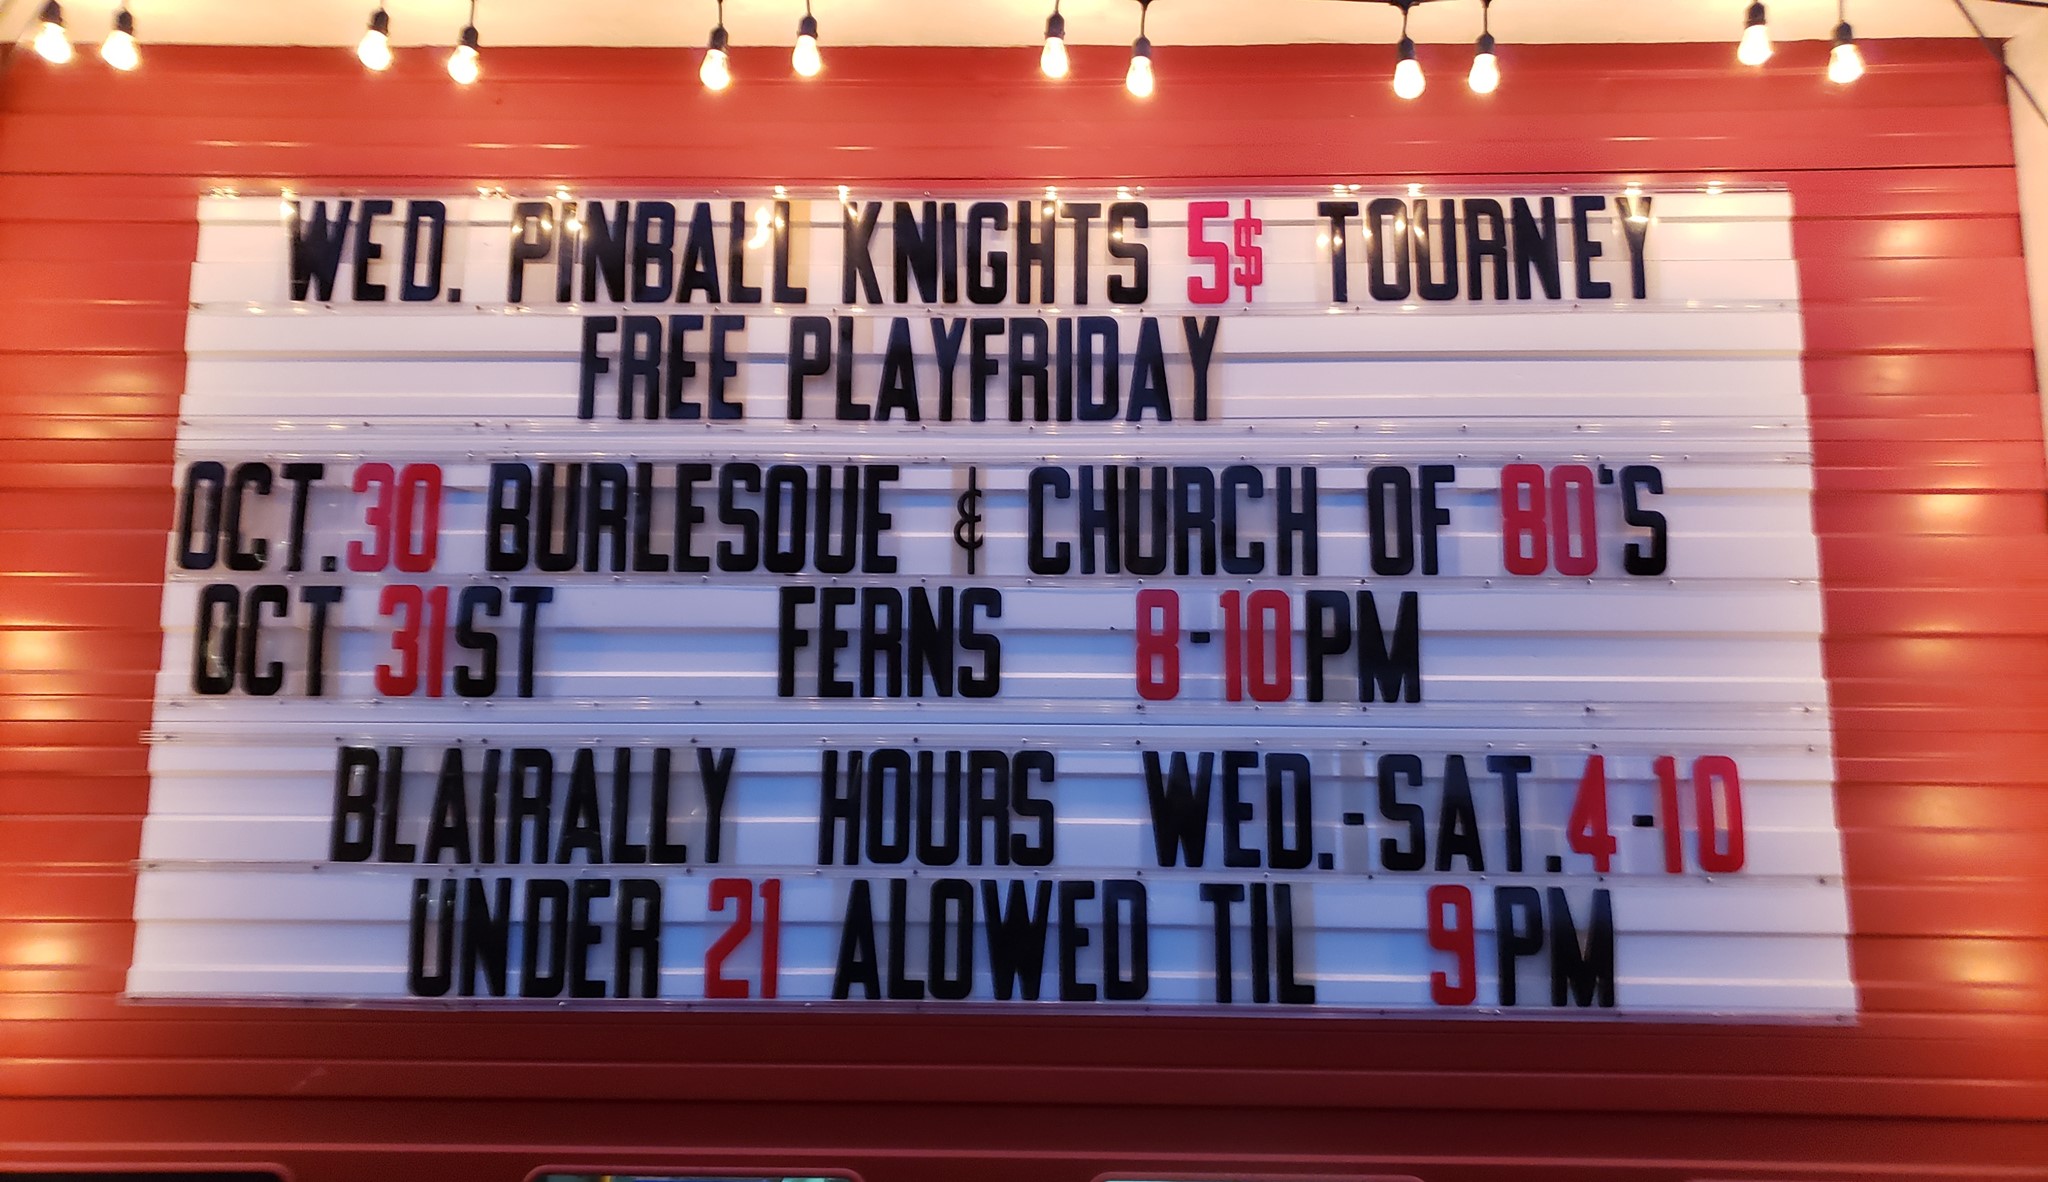 WED. PINBALL KNIGHTS 5$ TOURNEY
FREE PLAYFRIDAY
OCT.30 BURLESQUE & CHURCH OF 80'S
OCT 31ST FERNS 8-10PM
BLAIRALLY HOURS WED.-SAT.4-10
UNDER 21 ALOWED TIL 9PM